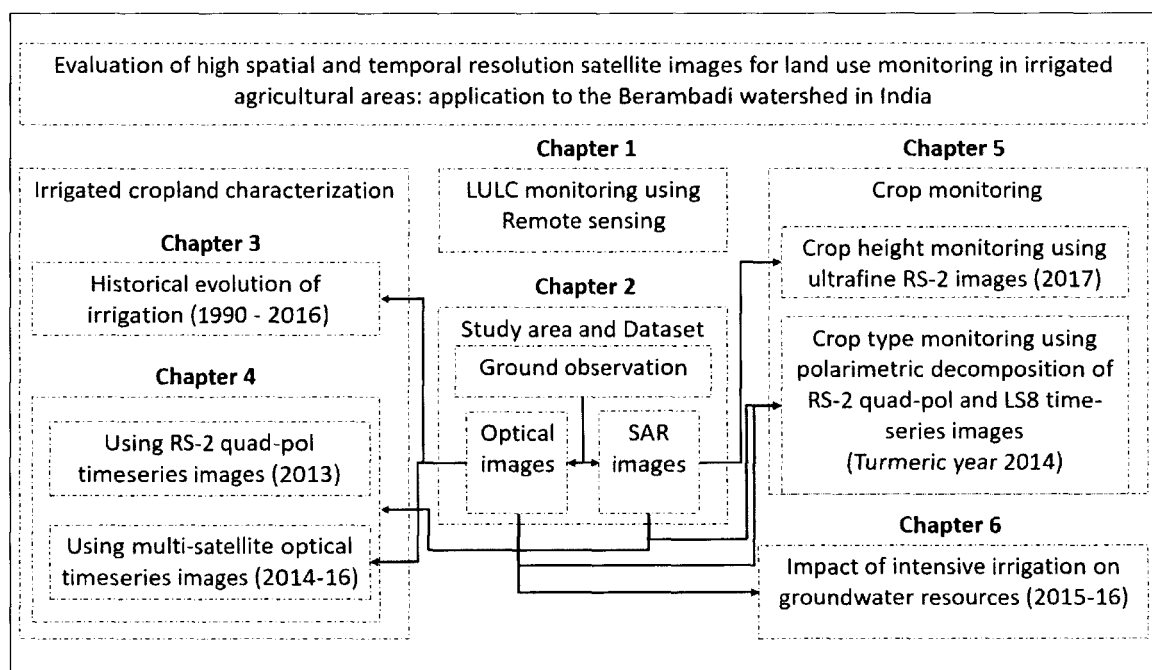 Evaluation of high spatial and temporal resolution satellite images for land use monitoring in irrigated
agricultural areas: application to the Berambadi watershed in India
Irrigated cropland characterization
Chapter 3
Historical evolution of
irrigation (1990 - 2016)
Chapter 4
Using RS-2 quad-pol
timeseries images (2013)
Using multi-satellite optical
timeseries images (2014-16)
Chapter 1
LULC monitoring using
Remote sensing
Chapter 2
Study area and Dataset
Ground observation
Optical
images
SAR
images
Chapter 5
Crop monitoring
Crop height monitoring using
ultrafine RS-2 images (2017)
Crop type monitoring using
polarimetric decomposition of
RS-2 quad-pol and LS8 time-
series images
(Turmeric year 2014)
Chapter 6
Impact of intensive irrigation on
groundwater resources (2015-16)